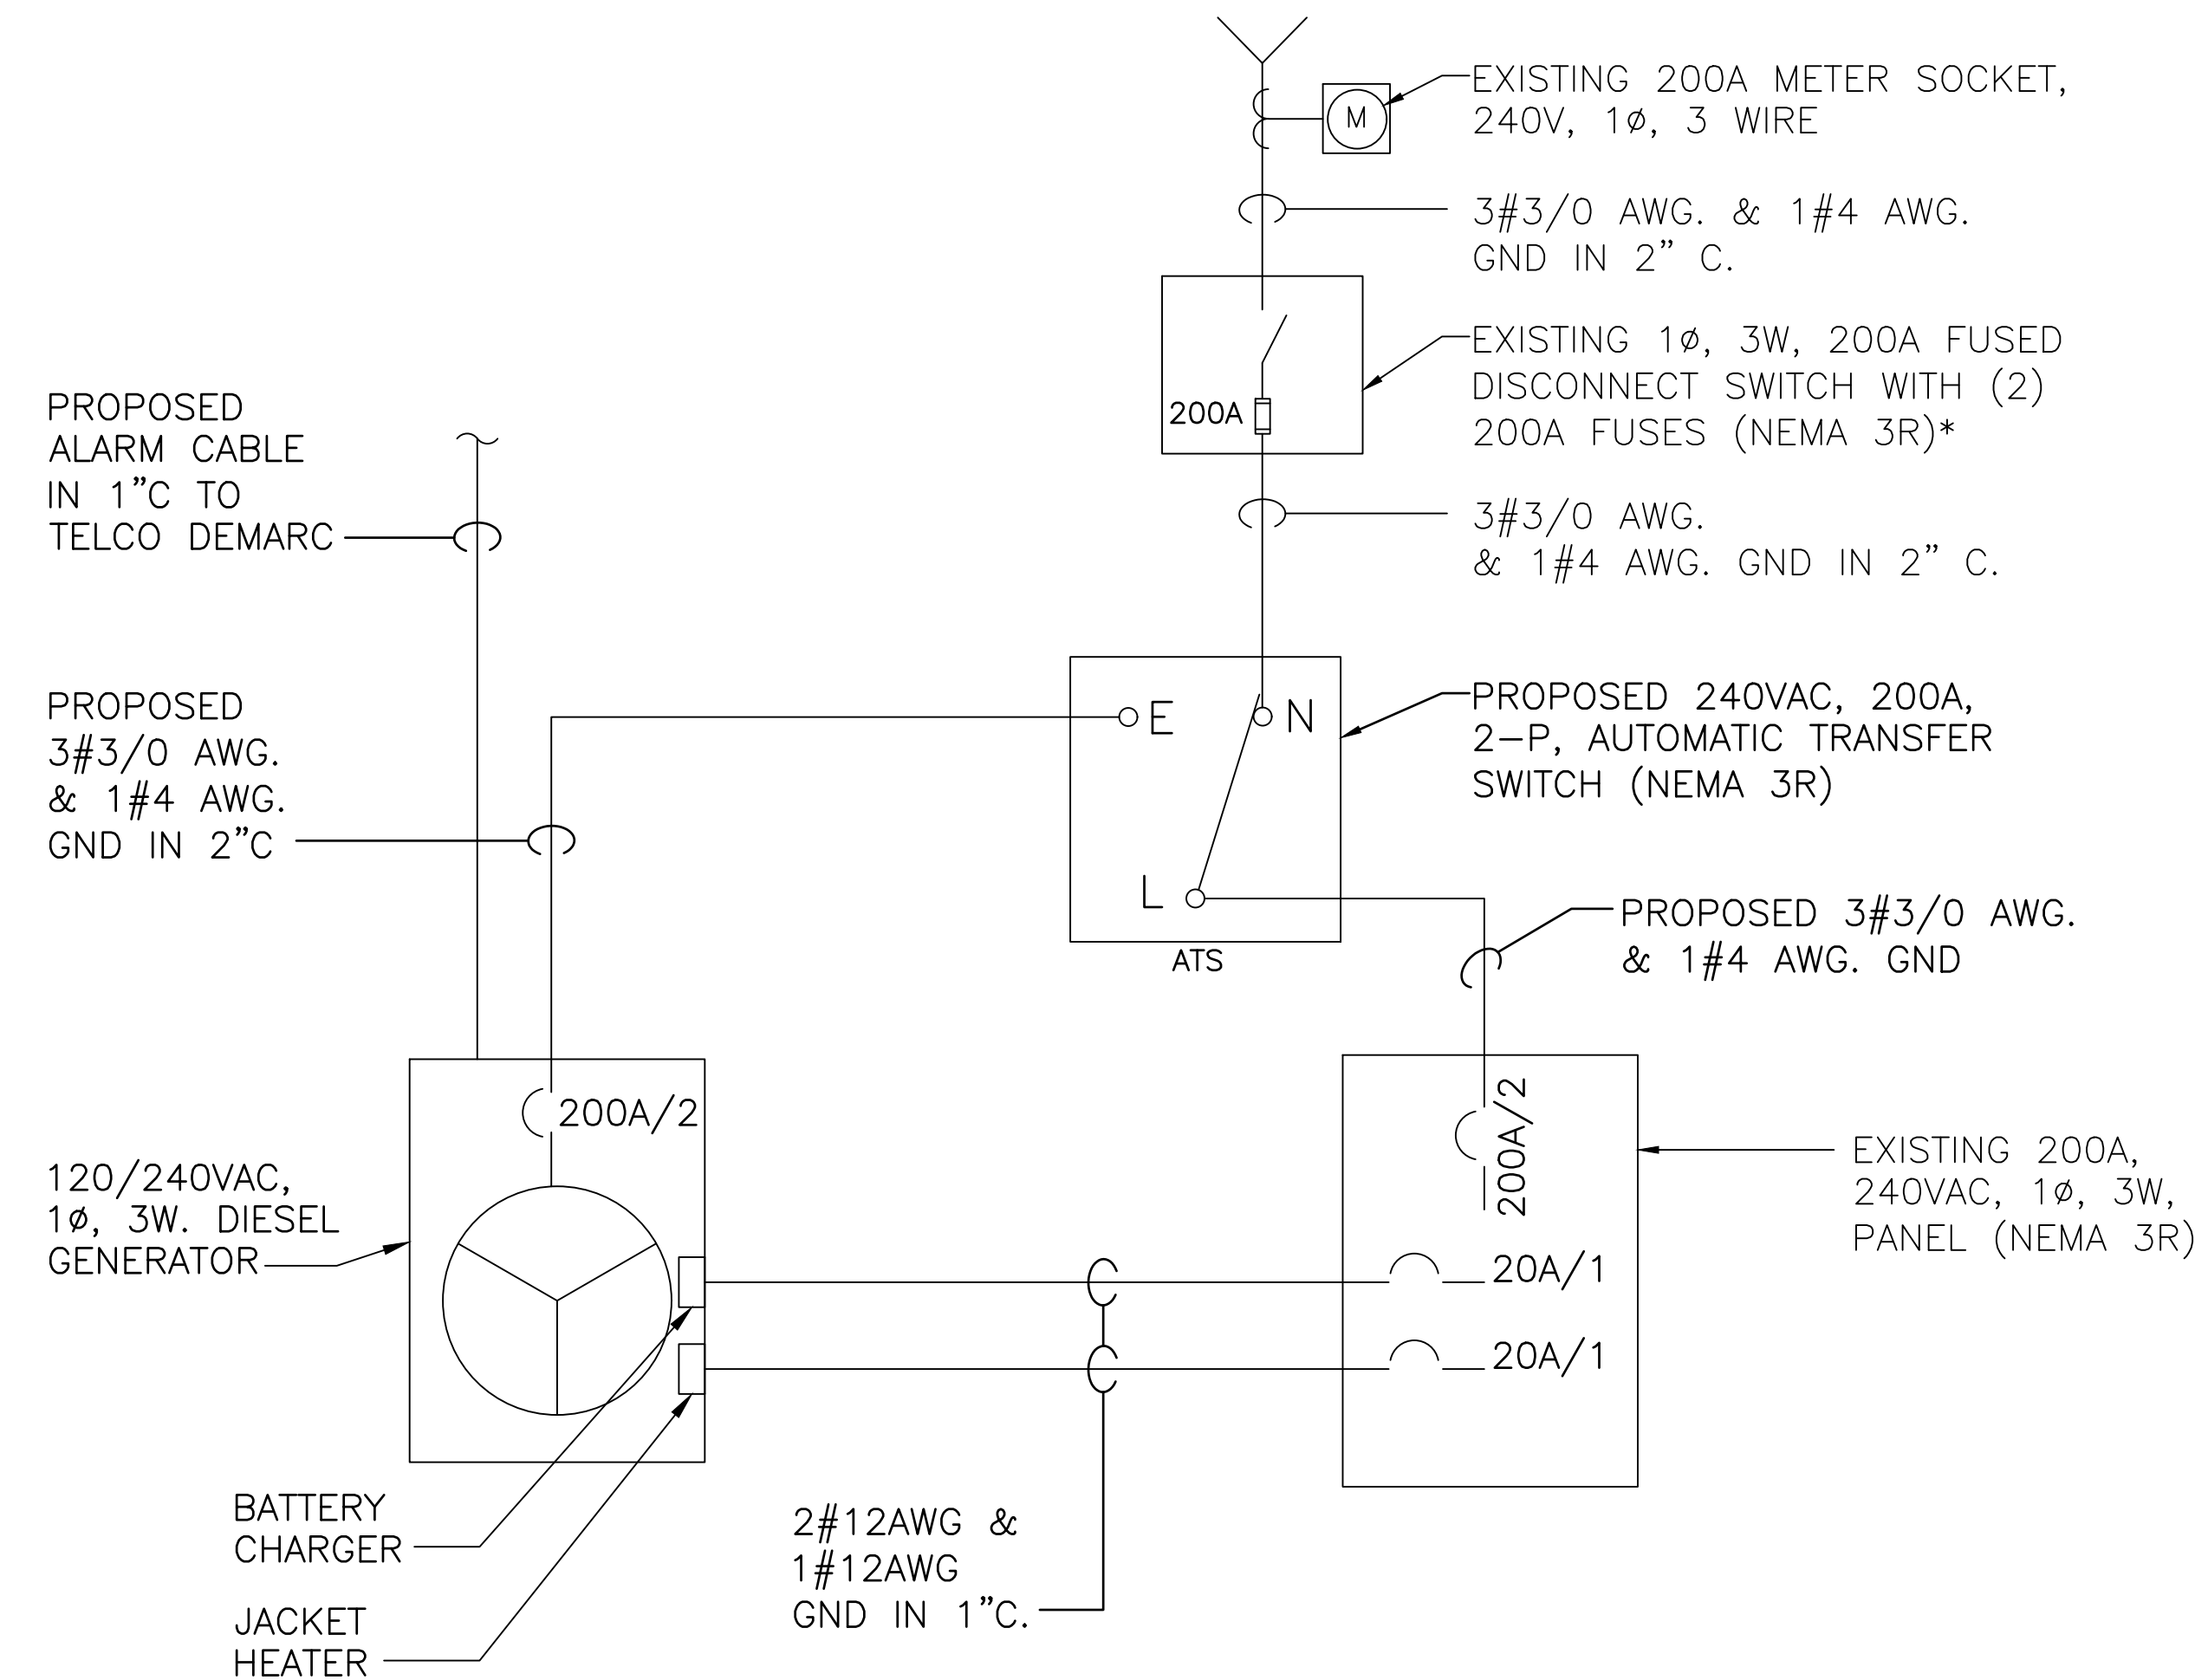 M
EXISTING 200A METER SOCKET,
240V, 1ø, 3 WIRE
3#3/0 AWG. & 1#4 AWG.
GND IN 2" C.
EXISTING 1ø, 3W, 200A FUSED
DISCONNECT SWITCH WITH (2)
200A FUSES (NEMA 3R)*
200A
PROPOSED
ALARM CABLE
IN 1"C TO
TELCO DEMARC
3#3/0 AWG.
& 1#4 AWG. GND IN 2" C.
PROPOSED
3#3/0 AWG.
& 1#4 AWG.
GND IN 2"C
E
N
L
ATS
PROPOSED 240VAC, 200A,
2-P, AUTOMATIC TRANSFER
SWITCH (NEMA 3R)
PROPOSED 3#3/0 AWG.
& 1#4 AWG. GND
200A/2
120/240VAC,
1ø, 3W. DIESEL
GENERATOR
200A/2
20A/1
20A/1
EXISTING 200A,
240VAC, 1ø, 3W,
PANEL (NEMA 3R)
BATTERY
CHARGER
JACKET
HEATER
2#12AWG &
1#12AWG
GND IN 1"C.